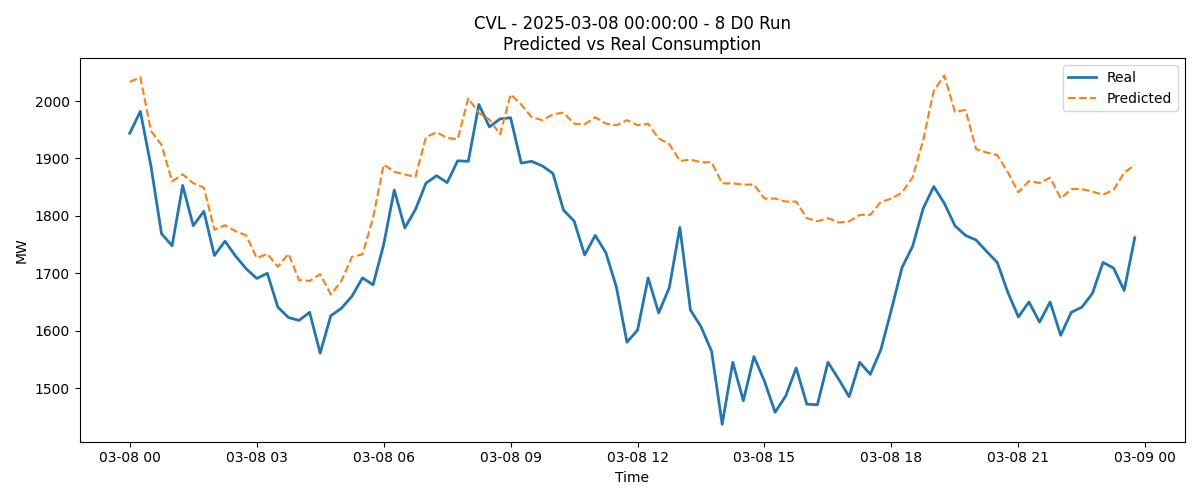 CVL - 2025-03-08 00:00:00 - 8 D0 Run
Predicted vs Real Consumption
Real
Predicted
MW
2000
1900
1800
1700
1600
1500
03-08 00
03-08 03
03-08 06
03-08 09
03-08 12
03-08 15
03-08 18
03-08 21
03-09 00
Time